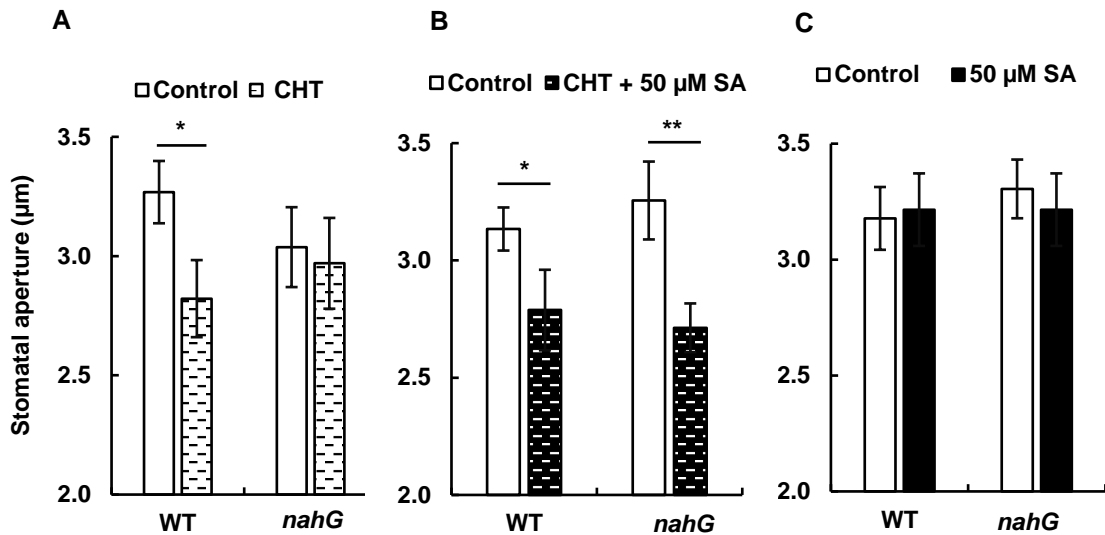 A
B
C
Control CHT
Control CHT + 50 µM SA
Control 50 µM SA
Stomatal aperture (µm)
3.5
3.0
2.5
2.0
*
WT nahG
3.5
3.0
2.5
2.0
*
**
WT nahG
3.5
3.0
2.5
2.0
WT nahG